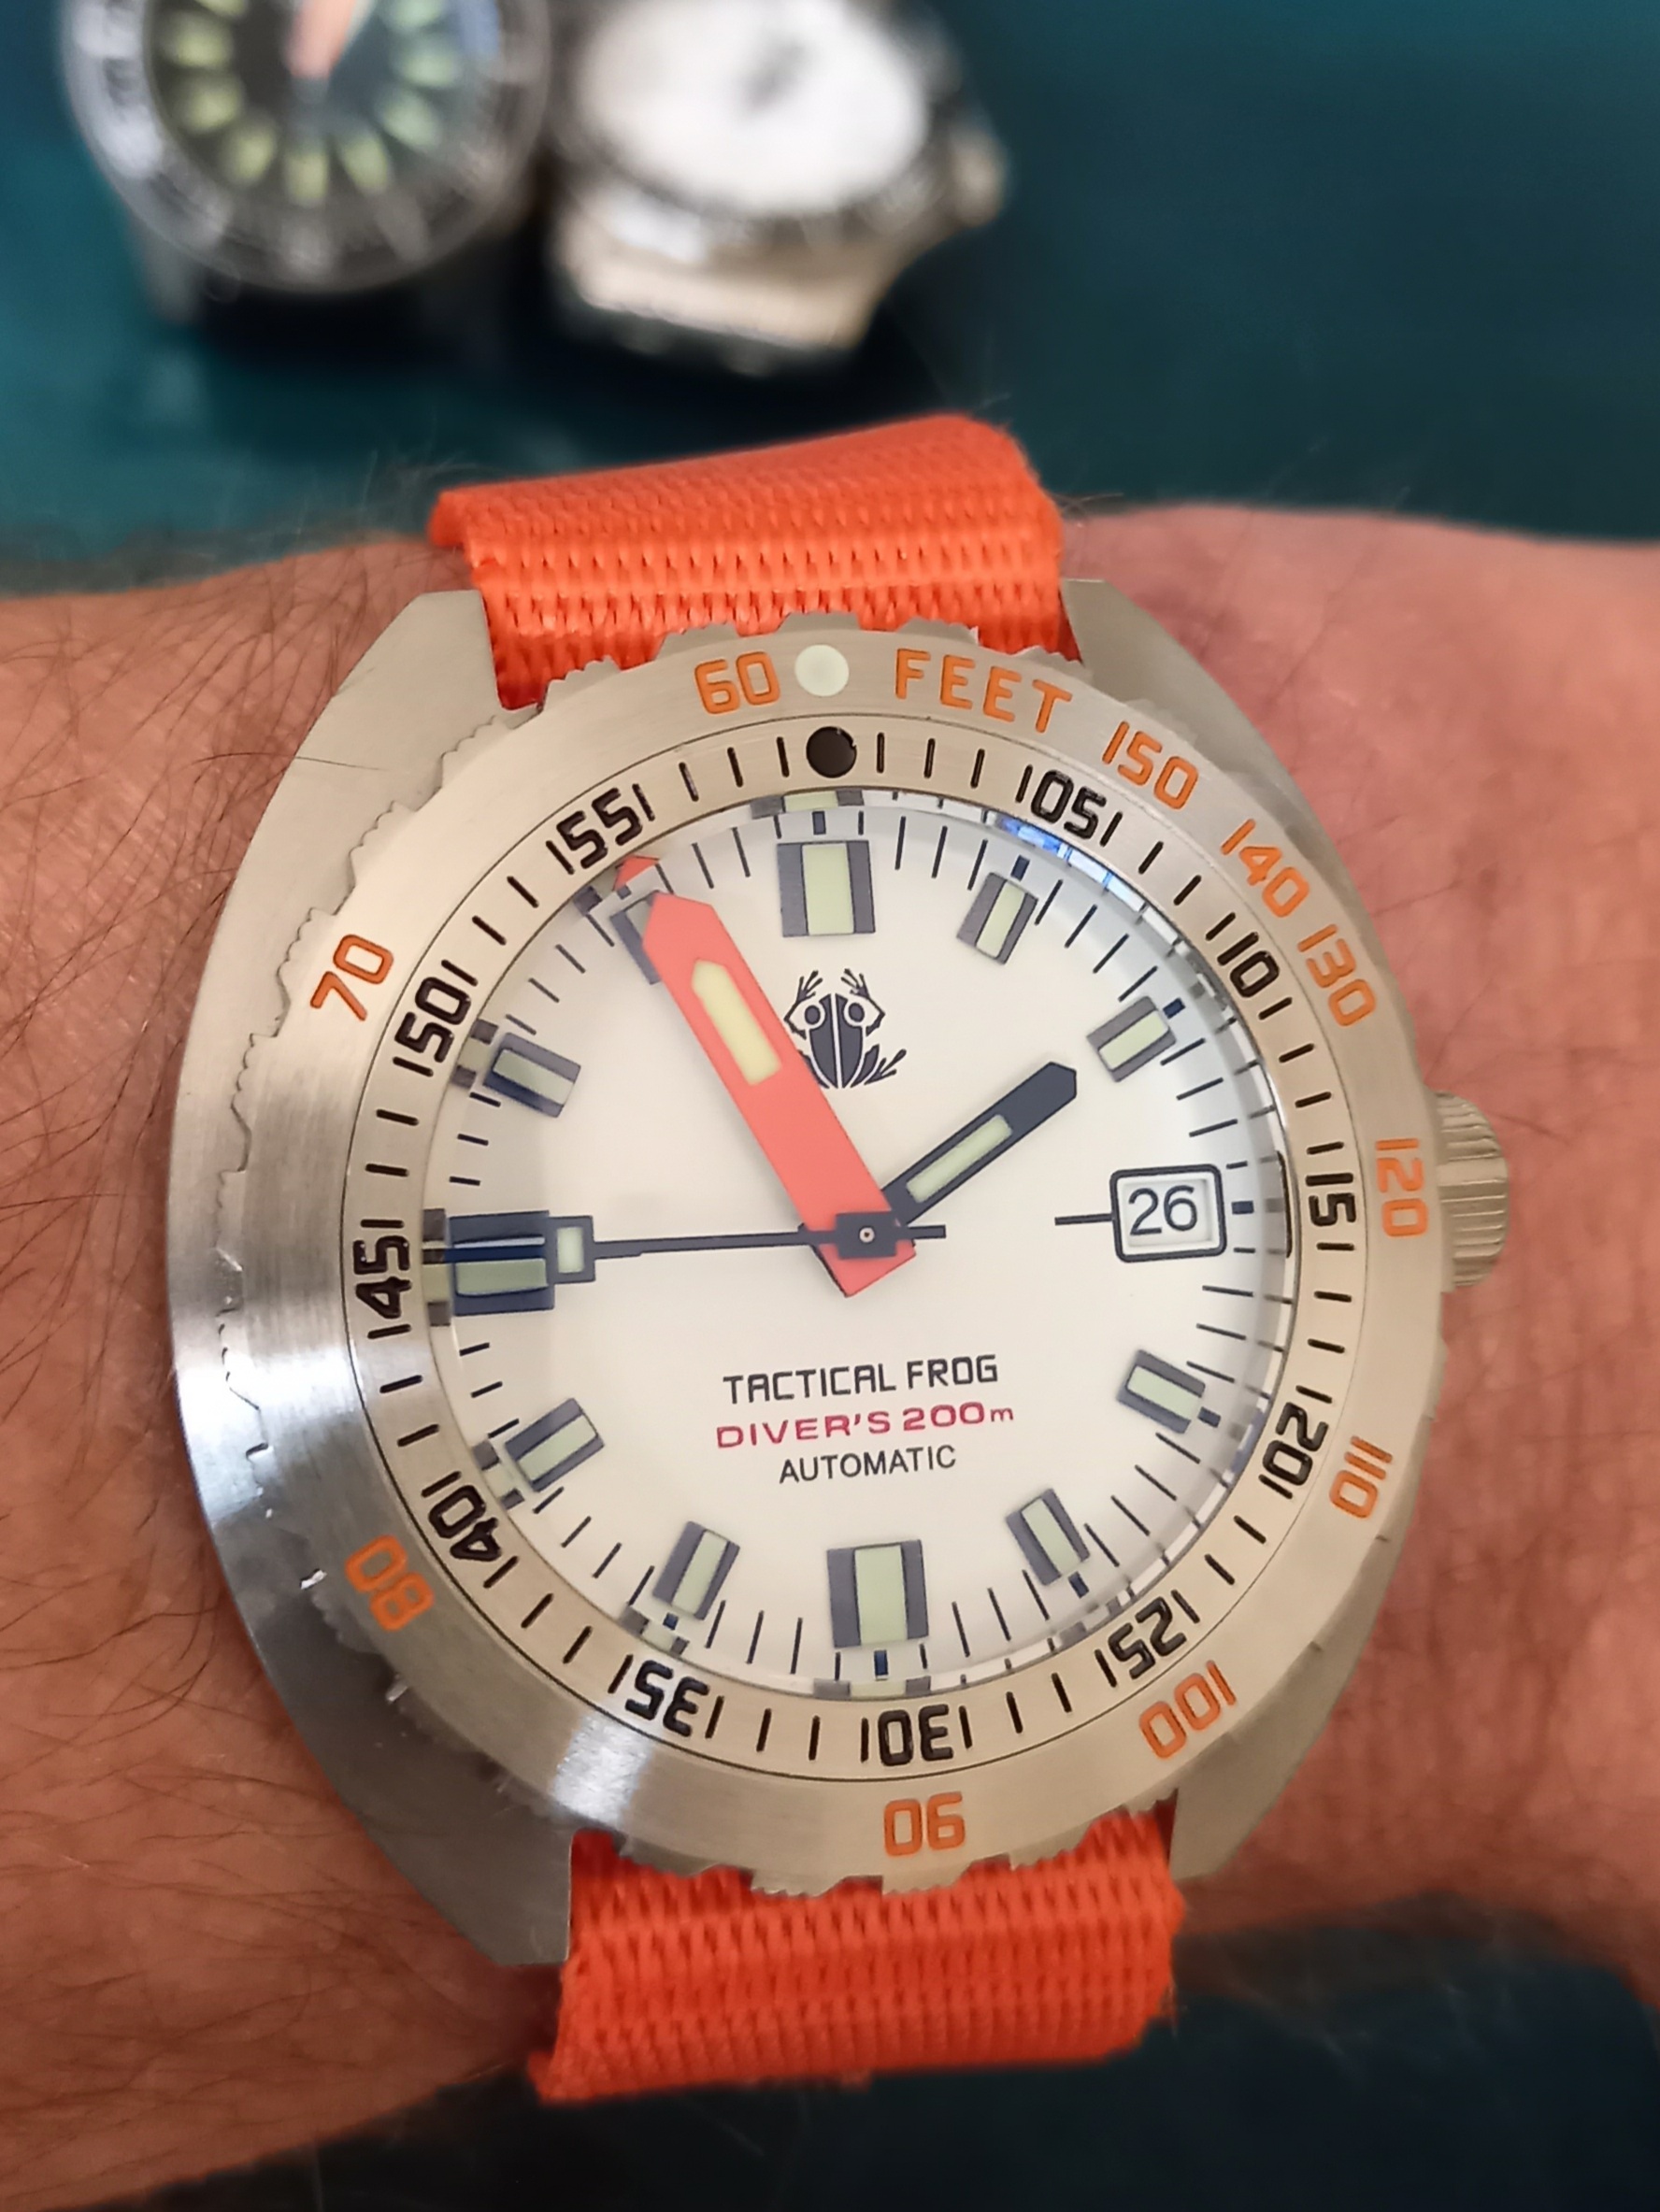 60 FEET 150 140 130 120 110 100 90 80 70
05 10 15 20 25 30 35 40 45 50 55
26
TACTICAL FROG
DIVER'S 200m
AUTOMATIC